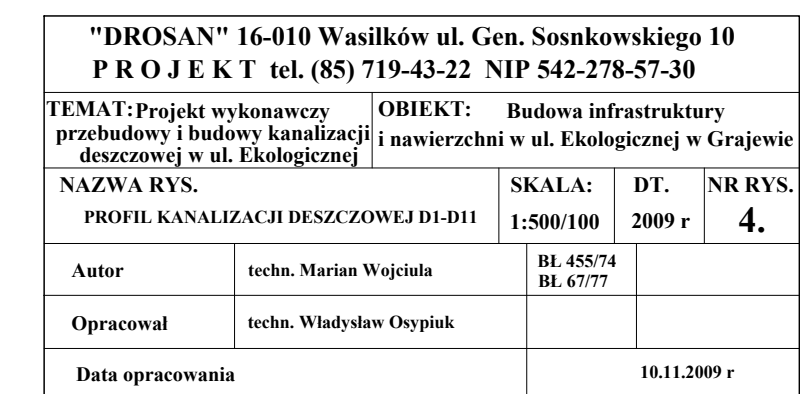 "DROSAN" 16-010 Wasilków ul. Gen. Sosnkowskiego 10
P R O J E K T tel. (85) 719-43-22 NIP 542-278-57-30
TEMAT: Projekt wykonawczy
przebudowy i budowy kanalizacji
deszczowej w ul. Ekologicznej
OBIEKT: Budowa infrastruktury
i nawierzchni w ul. Ekologicznej w Grajewie
NAZWA RYS.
PROFIL KANALIZACJI DESZCZOWEJ D1-D11
SKALA:
1:500/100
DT.
2009 r
NR RYS.
4.
Autor
techn. Marian Wojciula
BŁ 455/74
BŁ 67/77
Opracował
techn. Władysław Osypiuk
Data opracowania
10.11.2009 r